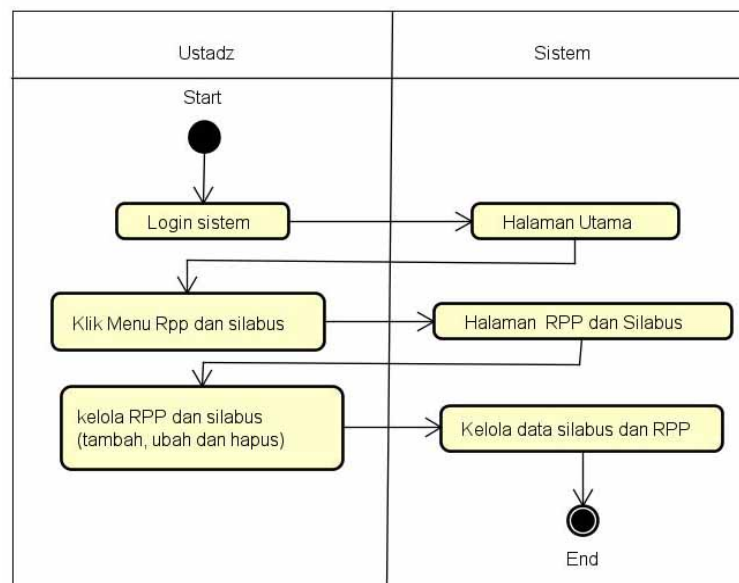 Ustadz
Sistem
Start
Login sistem
Halaman Utama
Klik Menu Rpp dan silabus
Halaman RPP dan Silabus
kelola RPP dan silabus
(tambah, ubah dan hapus)
Kelola data silabus dan RPP
End